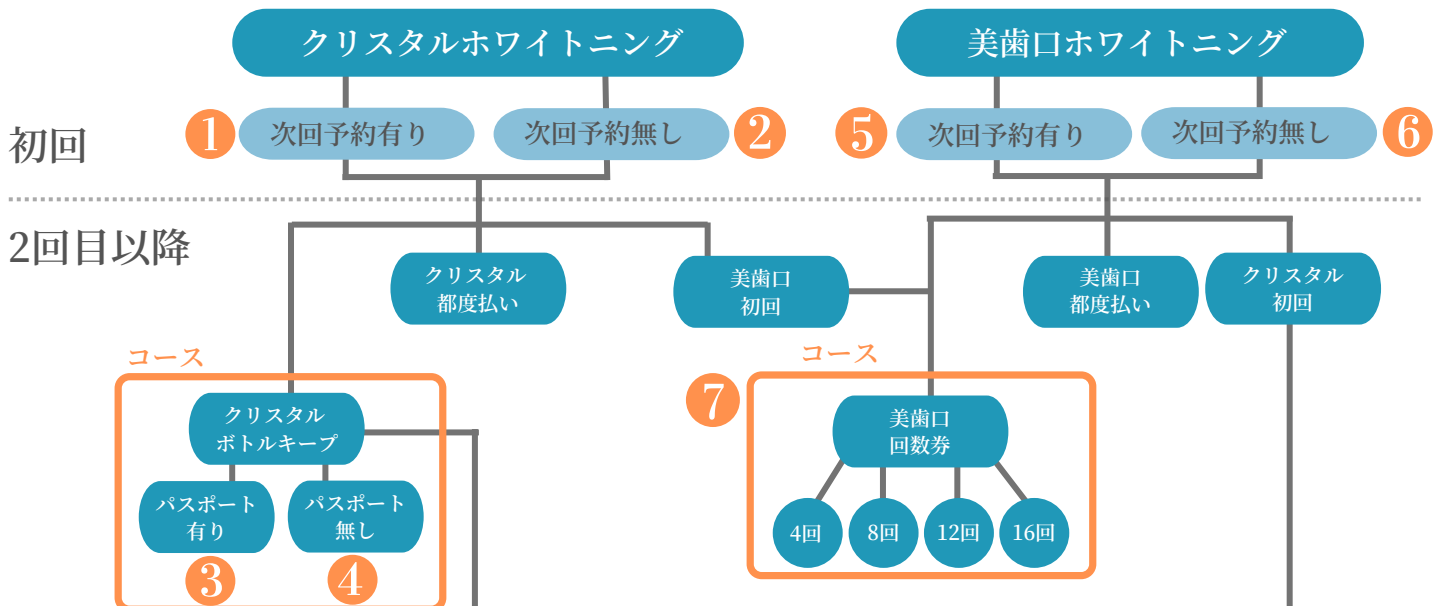 クリスタルホワイトニング
美歯口ホワイトニング
初回
1
次回予約有り
次回予約無し
2
5
次回予約有り
次回予約無し
6
2回目以降
クリスタル
都度払い
美歯口
初回
美歯口
都度払い
クリスタル
初回
コース
クリスタル
ボトルキープ
パスポート
有り
パスポート
無し
3
4
コース
7
美歯口
回数券
4回
8回
12回
16回